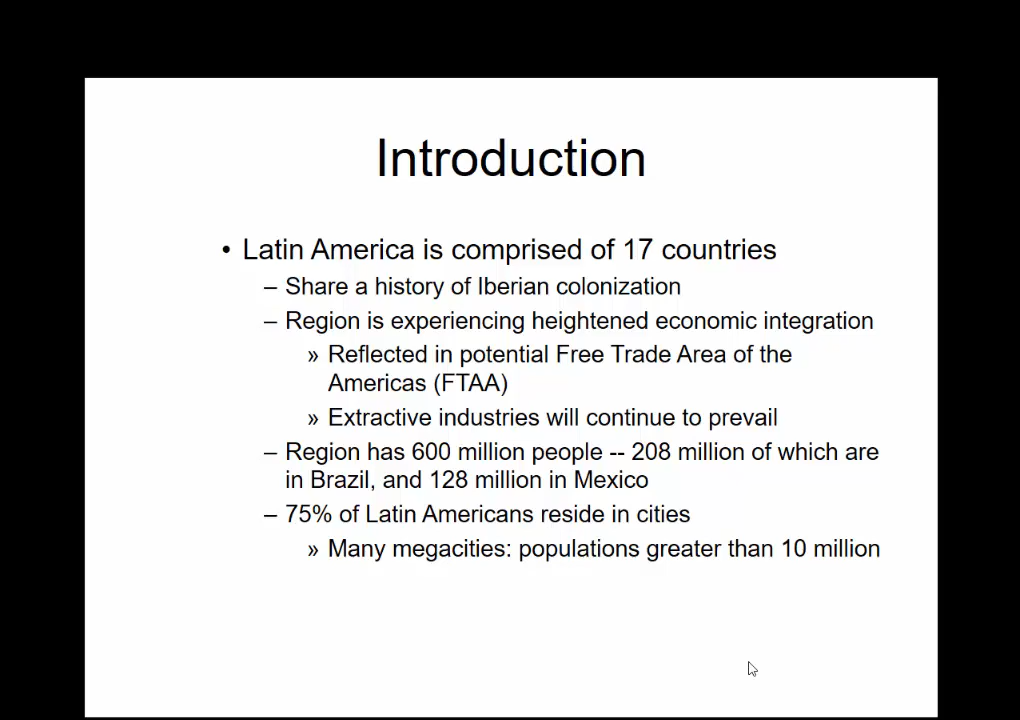 Introduction
• Latin America is comprised of 17 countries
– Share a history of Iberian colonization
– Region is experiencing heightened economic integration
» Reflected in potential Free Trade Area of the
Americas (FTAA)
» Extractive industries will continue to prevail
– Region has 600 million people -- 208 million of which are
in Brazil, and 128 million in Mexico
– 75% of Latin Americans reside in cities
» Many megacities: populations greater than 10 million